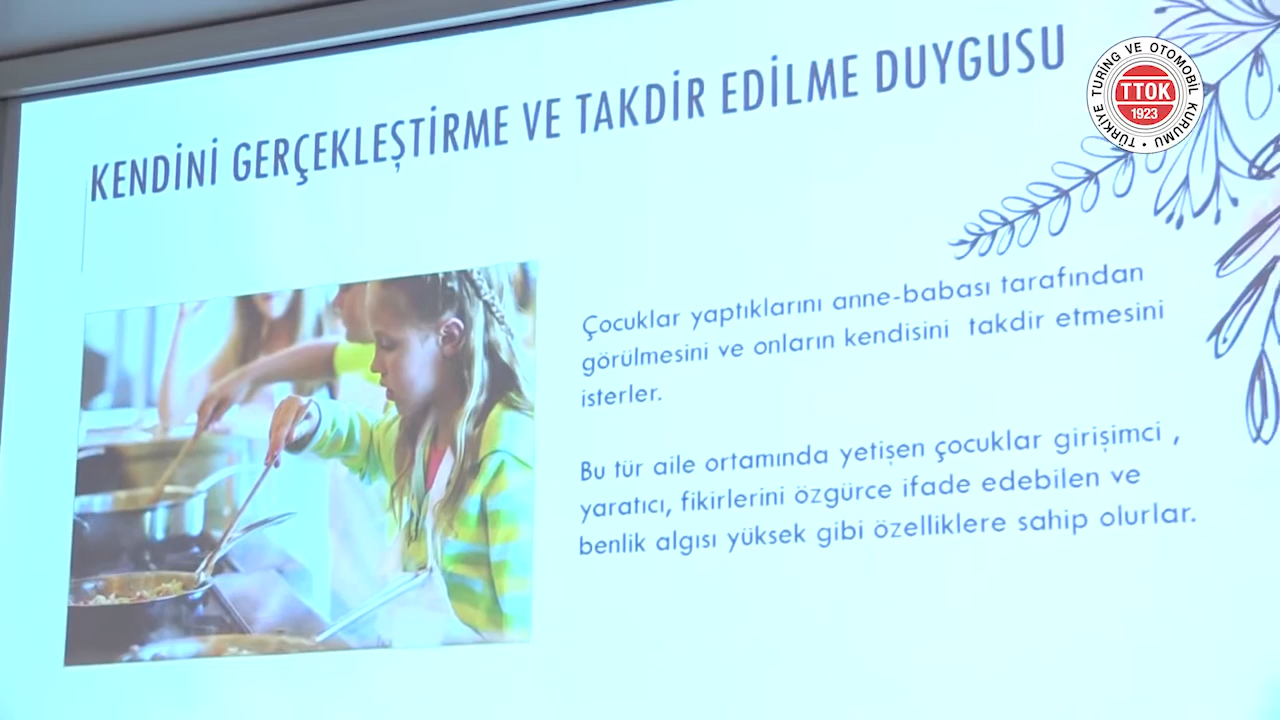 KENDİNİ GERÇEKLEŞTİRME VE TAKDİR EDİLME DUYGUSU
TÜRKİYE TURİNG VE OTOMOBİL KURUMU
TTOK
1923
Çocuklar yaptıklarını anne-babası tarafından
görülmesini ve onların kendisini takdir etmesini
isterler.
Bu tür aile ortamında yetişen çocuklar girişimci ,
yaratıcı, fikirlerini özgürce ifade edebilen ve
benlik algısı yüksek gibi özelliklere sahip olurlar.